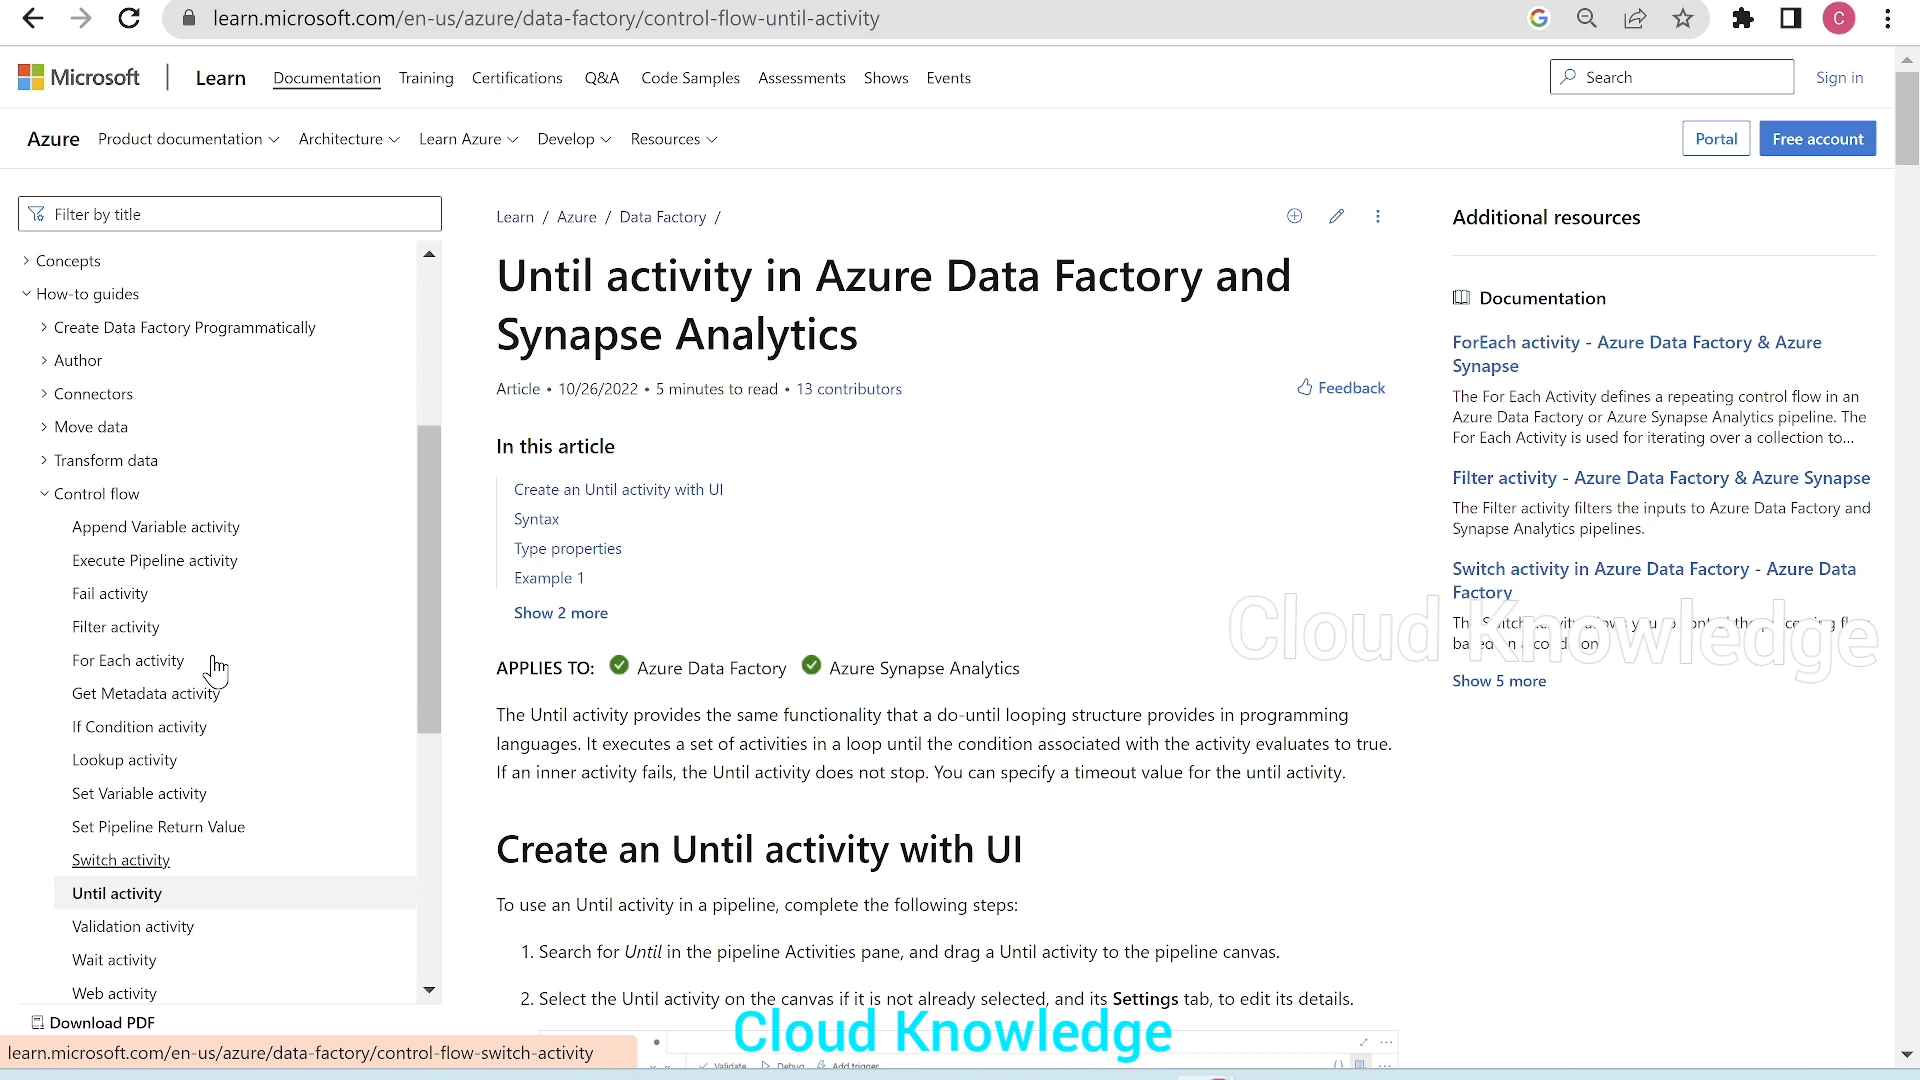 learn.microsoft.com/en-us/azure/data-factory/control-flow-until-activity
C
Microsoft
Learn
Documentation
Training
Certifications
Q&A
Code Samples
Assessments
Shows
Events
Search
Sign in
Azure
Product documentation
Architecture
Learn Azure
Develop
Resources
Portal
Free account
Filter by title
Concepts
How-to guides
Create Data Factory Programmatically
Author
Connectors
Move data
Transform data
Control flow
Append Variable activity
Execute Pipeline activity
Fail activity
Filter activity
For Each activity
Get Metadata activity
If Condition activity
Lookup activity
Set Variable activity
Set Pipeline Return Value
Switch activity
Until activity
Validation activity
Wait activity
Web activity
Download PDF
learn.microsoft.com/en-us/azure/data-factory/control-flow-switch-activity
Learn / Azure / Data Factory /
Until activity in Azure Data Factory and
Synapse Analytics
Article • 10/26/2022 • 5 minutes to read • 13 contributors
Feedback
In this article
Create an Until activity with UI
Syntax
Type properties
Example 1
Show 2 more
APPLIES TO: Azure Data Factory Azure Synapse Analytics
The Until activity provides the same functionality that a do-until looping structure provides in programming
languages. It executes a set of activities in a loop until the condition associated with the activity evaluates to true.
If an inner activity fails, the Until activity does not stop. You can specify a timeout value for the until activity.
Create an Until activity with UI
To use an Until activity in a pipeline, complete the following steps:
1. Search for Until in the pipeline Activities pane, and drag a Until activity to the pipeline canvas.
2. Select the Until activity on the canvas if it is not already selected, and its Settings tab, to edit its details.
Cloud Knowledge
Validate Debug Add trigger
Additional resources
Documentation
ForEach activity - Azure Data Factory & Azure
Synapse
The For Each Activity defines a repeating control flow in an
Azure Data Factory or Azure Synapse Analytics pipeline. The
For Each Activity is used for iterating over a collection to...
Filter activity - Azure Data Factory & Azure Synapse
The Filter activity filters the inputs to Azure Data Factory and
Synapse Analytics pipelines.
Switch activity in Azure Data Factory - Azure Data
Factory
The Switch activity allows you to control the processing flow
based on a condition
Cloud Knowledge
Show 5 more